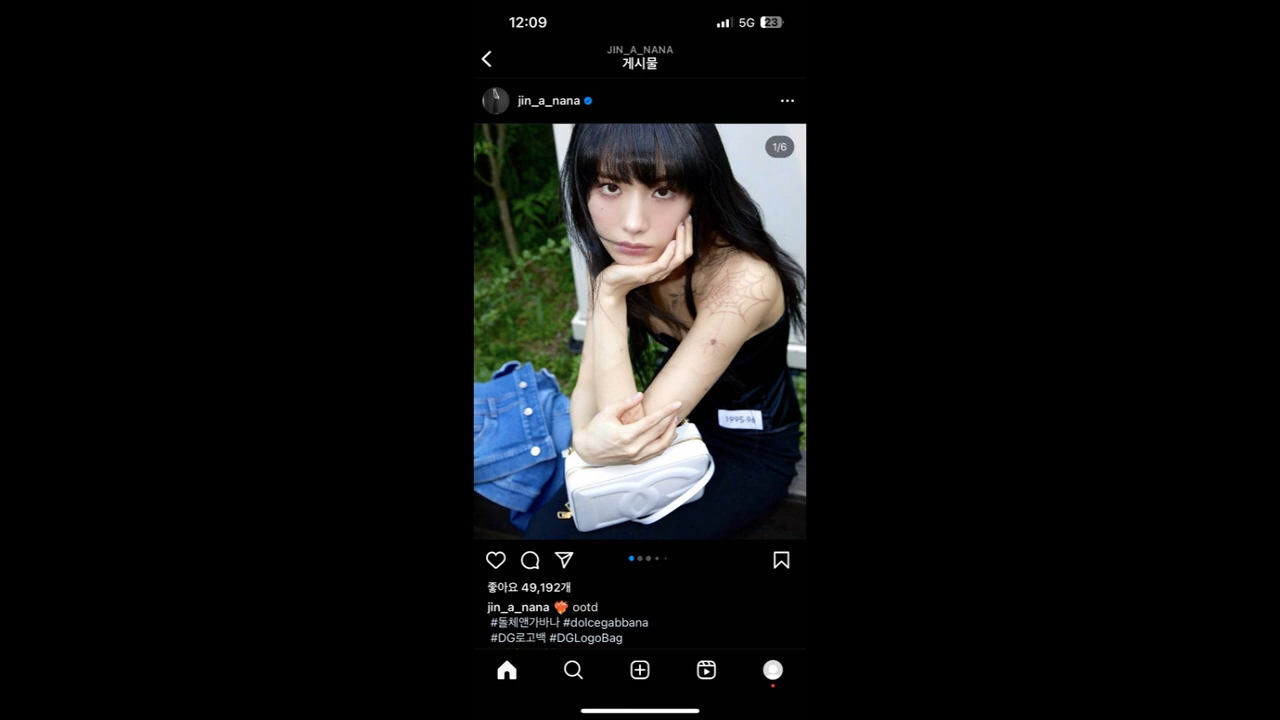 12:09 5G 23
JIN_A_NANA
게시물
jin_a_nana
1/6
1995-96
좋아요 49,192개
jin_a_nana ❤️‍🔥 ootd
#돌체앤가바나 #dolcegabbana
#DG로고백 #DGLogoBag